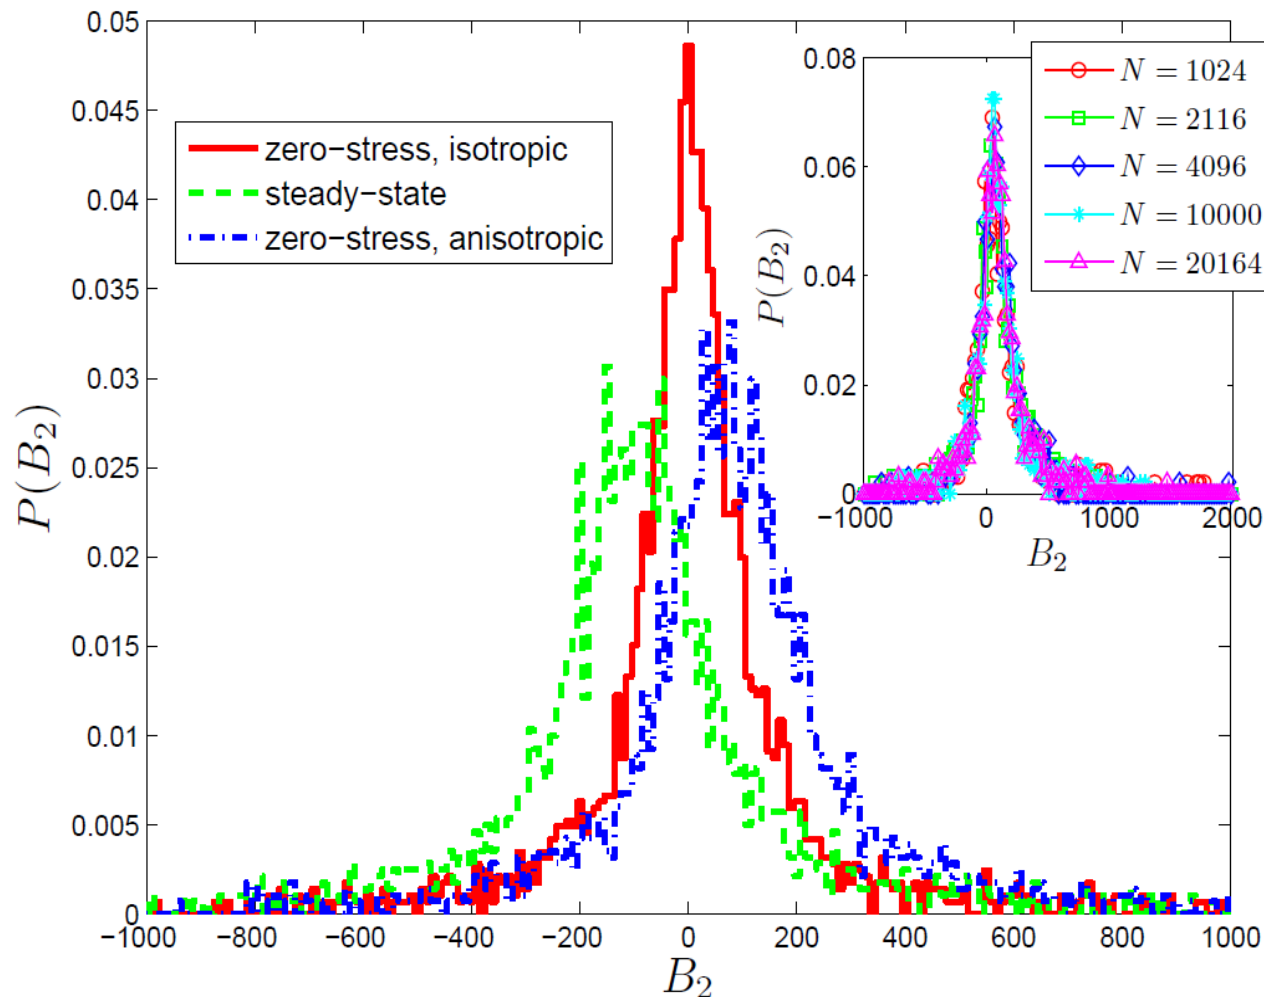 0.05
0.045
0.04
0.035
0.03
0.025
0.02
0.015
0.01
0.005
0
P(B₂)
zero-stress, isotropic
steady-state
zero-stress, anisotropic
−1000 −800 −600 −400 −200 0 200 400 600 800 1000
B₂
0.08
0.06
0.04
0.02
0
P(B₂)
N = 1024
N = 2116
N = 4096
N = 10000
N = 20164
−1000 0 1000 2000
B₂